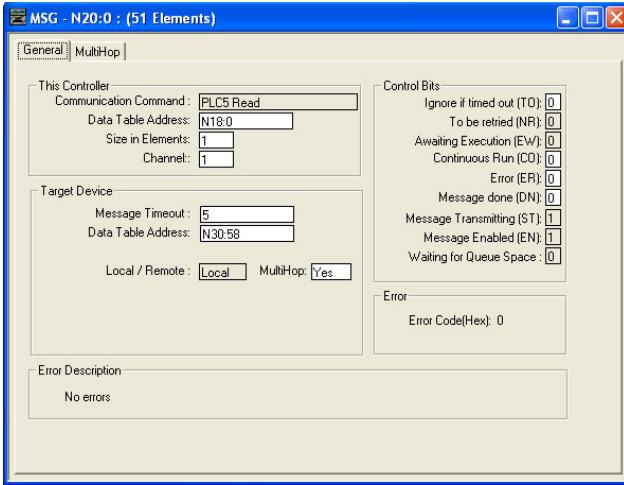 MSG - N20:0 : (51 Elements)
General MultiHop
This Controller
Communication Command : PLC5 Read
Data Table Address: N18:0
Size in Elements: 1
Channel:: 1
Target Device
Message Timeout : 5
Data Table Address: N30:58
Local / Remote : Local MultiHop: Yes
Control Bits
Ignore if timed out (TO): 0
To be retried (NR): 0
Awaiting Execution (EW): 0
Continuous Run (CO): 0
Error (ER): 0
Message done (DN): 0
Message Transmitting (ST): 1
Message Enabled (EN): 1
Waiting for Queue Space : 0
Error
Error Code(Hex): 0
Error Description
No errors